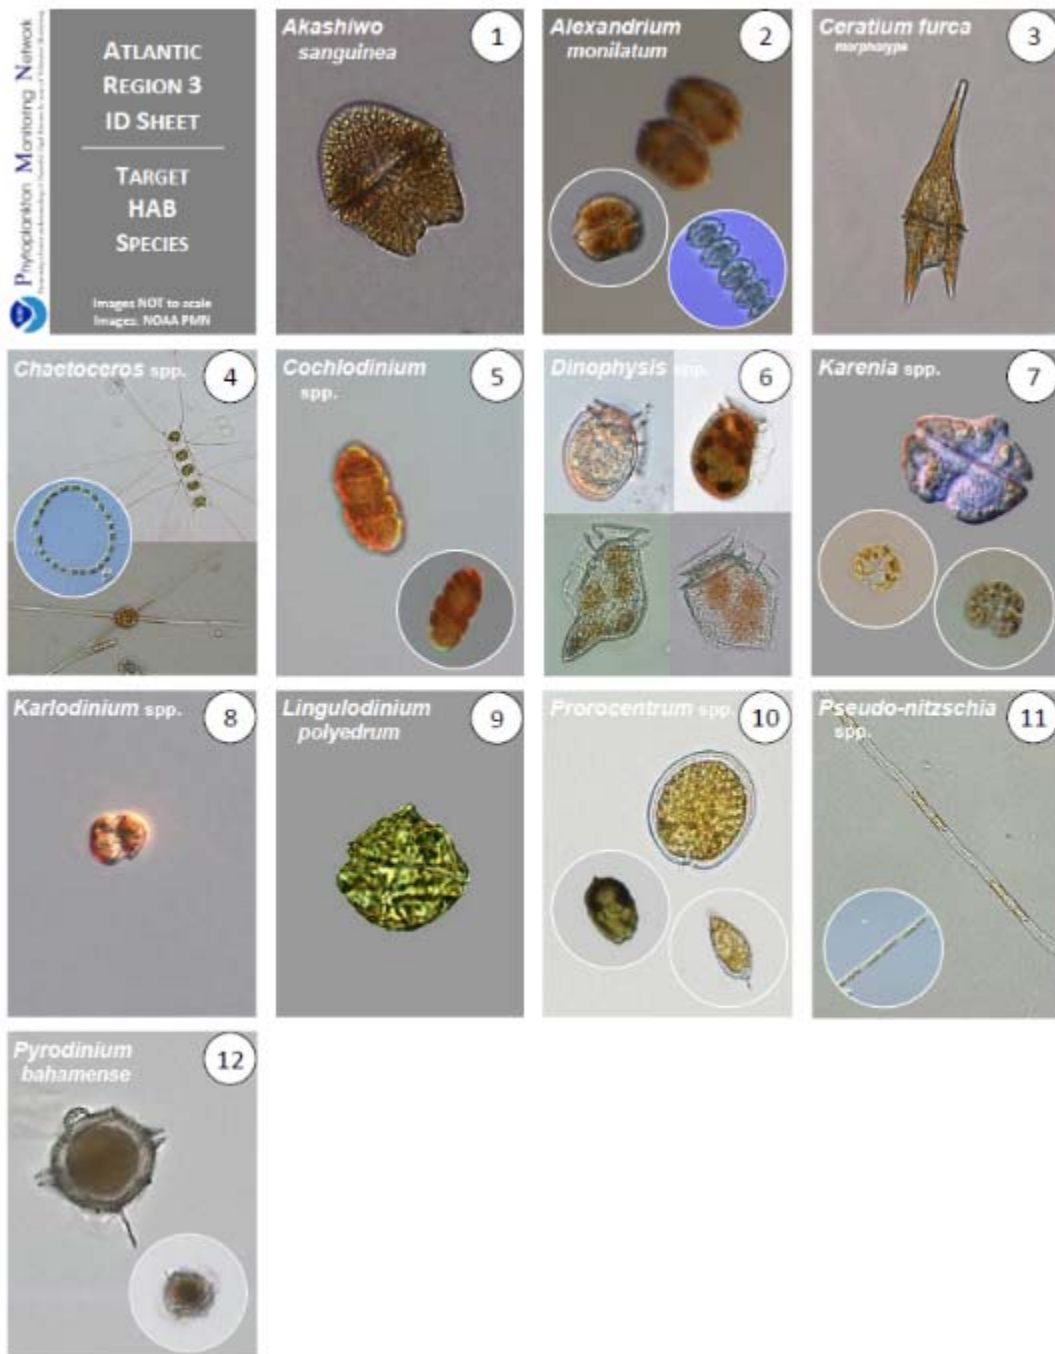 Phytoplankton Monitoring Network
ATLANTIC
REGION 3
ID SHEET
TARGET
HAB
SPECIES
Images NOT to scale
Images: NOAA PMN
Akashiwo
sanguinea
1
Alexandrium
monilatum
2
Ceratium furca
morphotype
3
Chaetoceros spp.
4
Cochlodinium
spp.
5
Dinophysis spp.
6
Karenia spp.
7
Karlodinium spp.
8
Lingulodinium
polyedrum
9
Prorocentrum spp.
10
Pseudo-nitzschia
spp.
11
Pyrodinium
bahamense
12